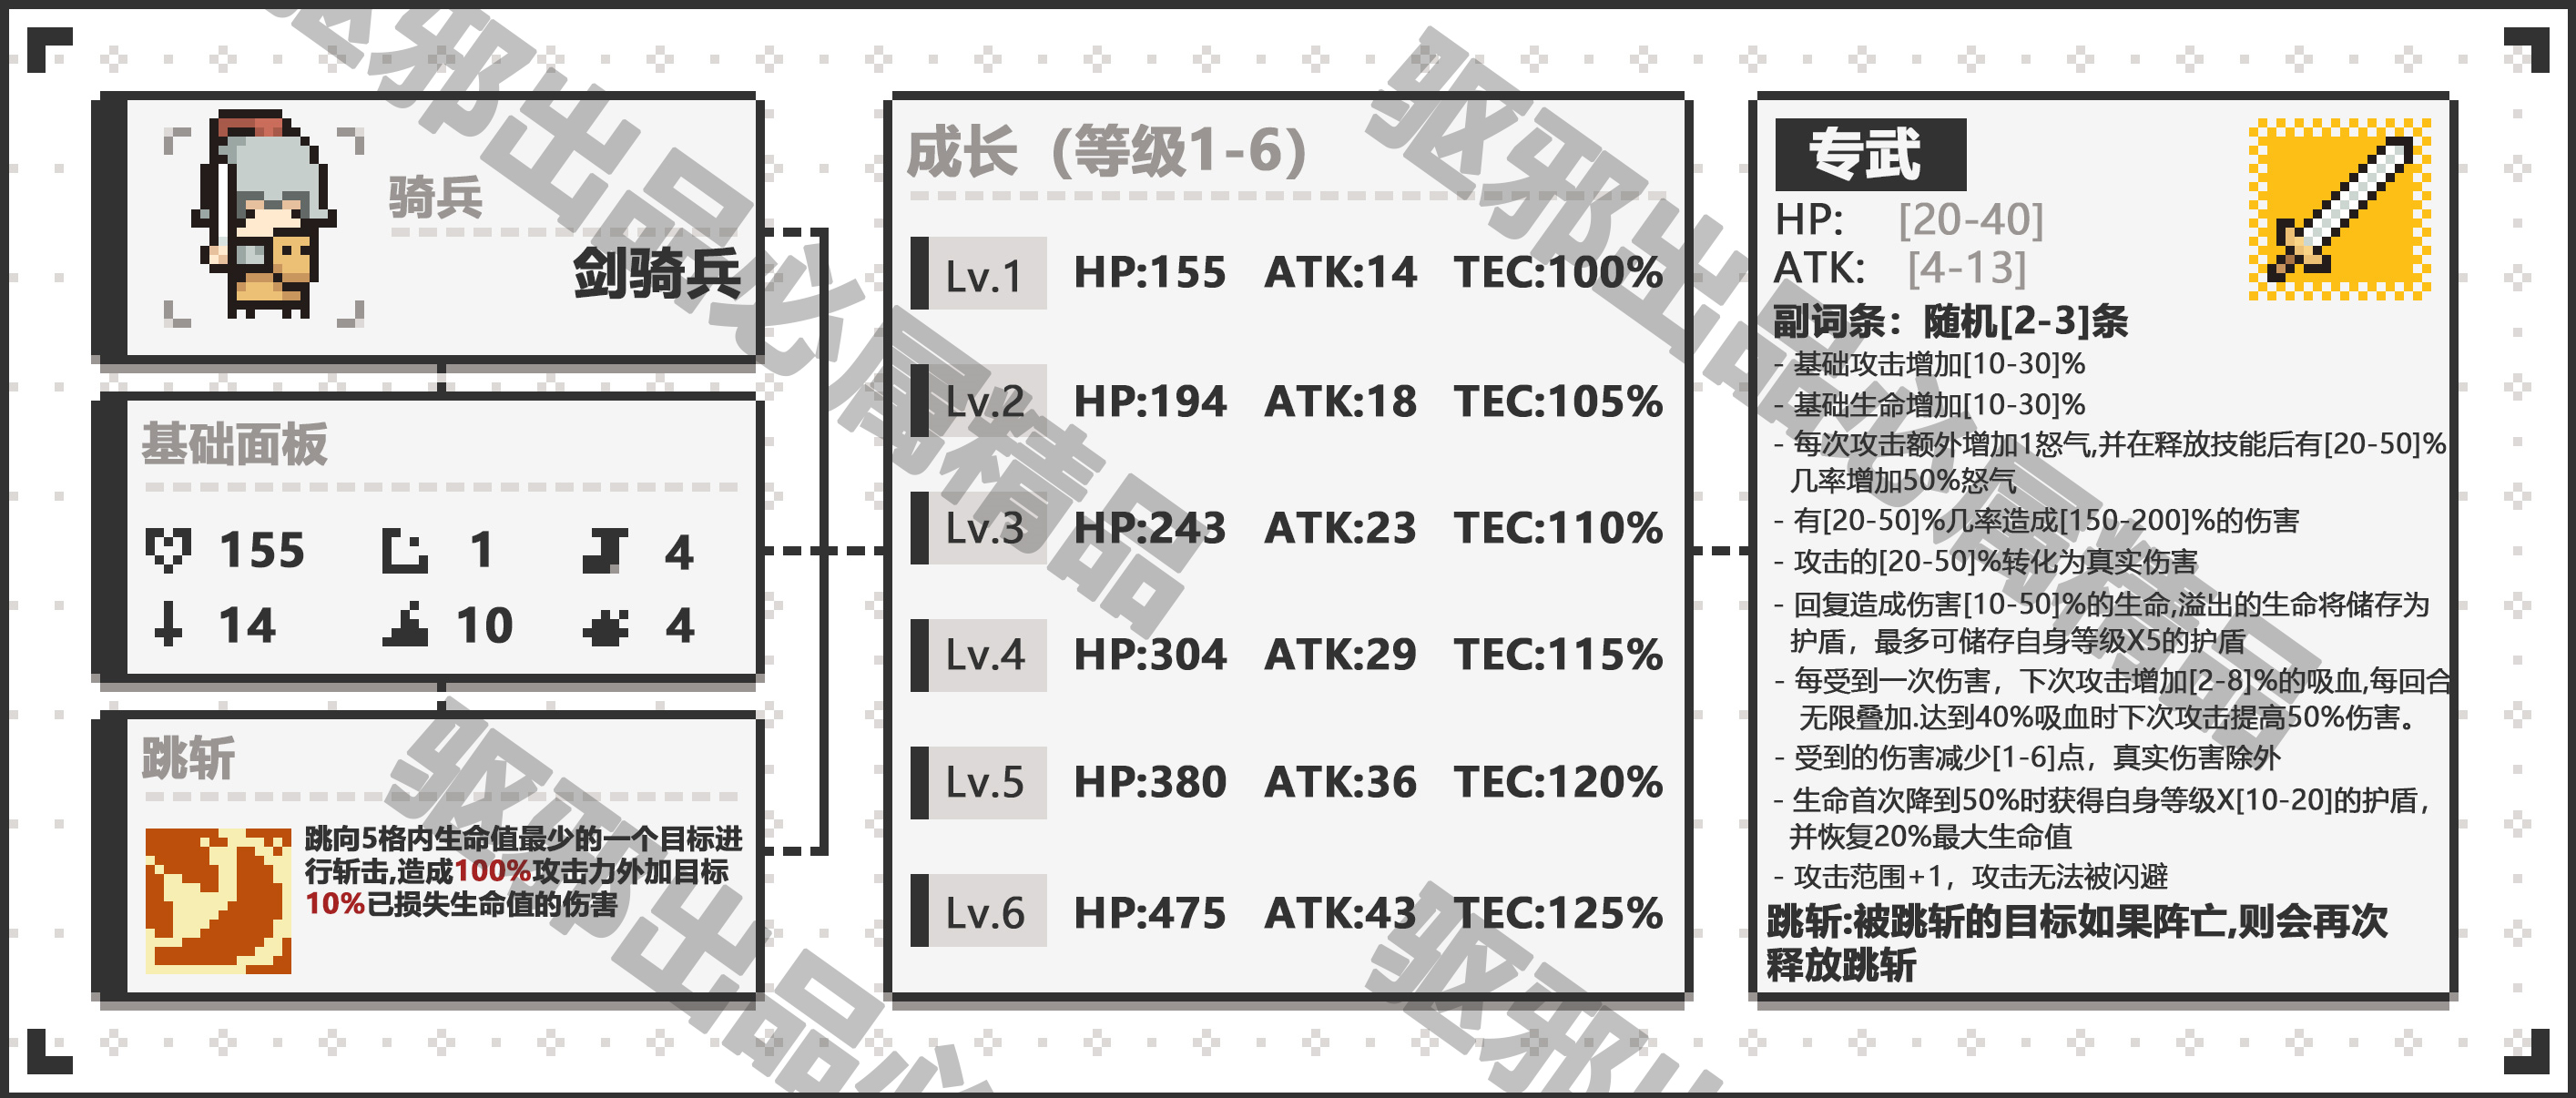 骑兵
剑骑兵
基础面板
155
1
4
14
10
4
跳斩
跳向5格内生命值最少的一个目标进
行斩击,造成100%攻击力外加目标
10%已损失生命值的伤害
成长（等级1-6）
Lv.1 HP:155 ATK:14 TEC:100%
Lv.2 HP:194 ATK:18 TEC:105%
Lv.3 HP:243 ATK:23 TEC:110%
Lv.4 HP:304 ATK:29 TEC:115%
Lv.5 HP:380 ATK:36 TEC:120%
Lv.6 HP:475 ATK:43 TEC:125%
专武
HP: [20-40]
ATK: [4-13]
副词条：随机[2-3]条
- 基础攻击增加[10-30]%
- 基础生命增加[10-30]%
- 每次攻击额外增加1怒气,并在释放技能后有[20-50]%
几率增加50%怒气
- 有[20-50]%几率造成[150-200]%的伤害
- 攻击的[20-50]%转化为真实伤害
- 回复造成伤害[10-50]%的生命,溢出的生命将储存为
护盾，最多可储存自身等级X5的护盾
- 每受到一次伤害，下次攻击增加[2-8]%的吸血,每回合
无限叠加.达到40%吸血时下次攻击提高50%伤害。
- 受到的伤害减少[1-6]点，真实伤害除外
- 生命首次降到50%时获得自身等级X[10-20]的护盾，
并恢复20%最大生命值
- 攻击范围+1，攻击无法被闪避
跳斩:被跳斩的目标如果阵亡,则会再次
释放跳斩
驱邪出品必属精品
驱邪出品必属精品
驱邪出品必
驱邪出